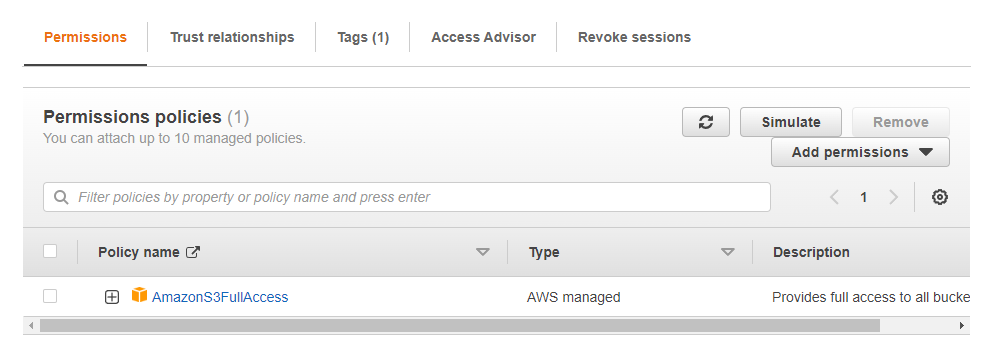 Permissions
Trust relationships
Tags (1)
Access Advisor
Revoke sessions
Permissions policies (1)
You can attach up to 10 managed policies.
Simulate
Remove
Add permissions
Filter policies by property or policy name and press enter
1
Policy name
Type
Description
AmazonS3FullAccess
AWS managed
Provides full access to all bucke